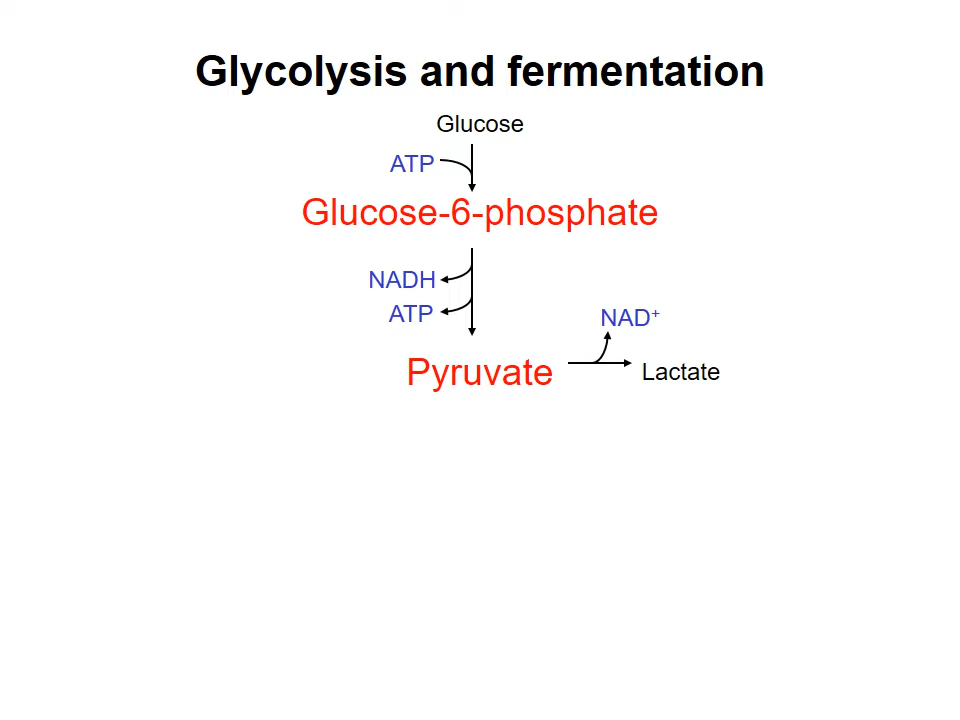 Glycolysis and fermentation
Glucose
ATP
Glucose-6-phosphate
NADH
ATP
NAD⁺
Pyruvate
Lactate